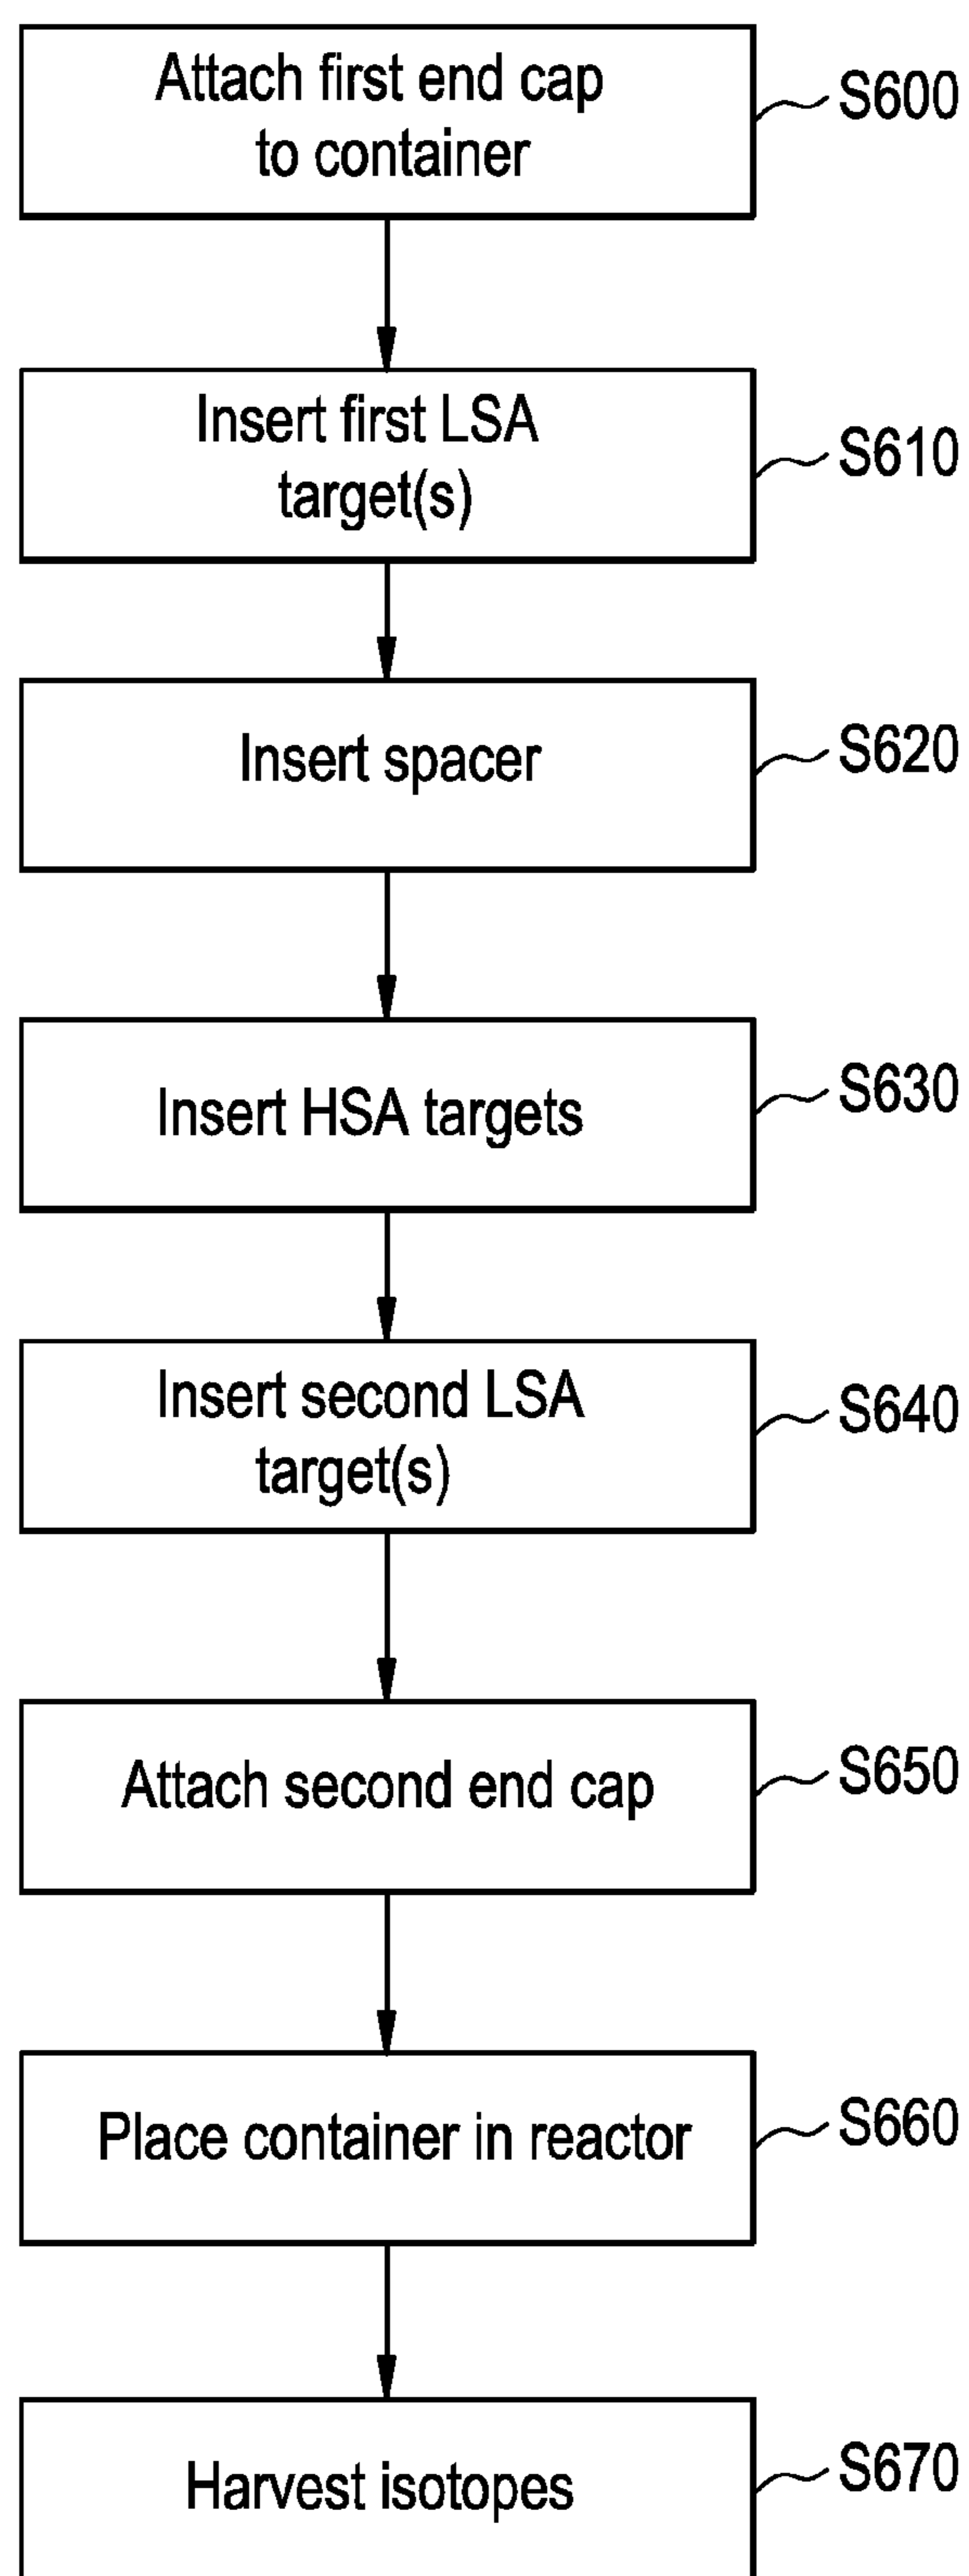 Attach first end cap
to container
S600
Insert first LSA
target(s)
S610
Insert spacer
S620
Insert HSA targets
S630
Insert second LSA
target(s)
S640
Attach second end cap
S650
Place container in reactor
S660
Harvest isotopes
S670